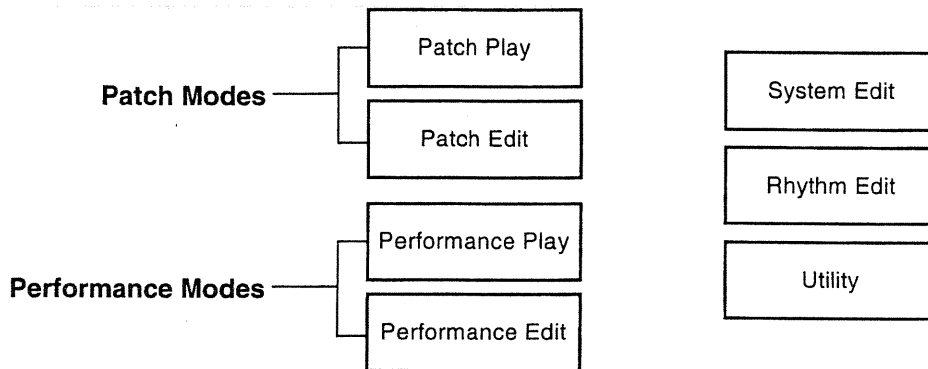 Patch Modes
Patch Play
Patch Edit
Performance Modes
Performance Play
Performance Edit
System Edit
Rhythm Edit
Utility